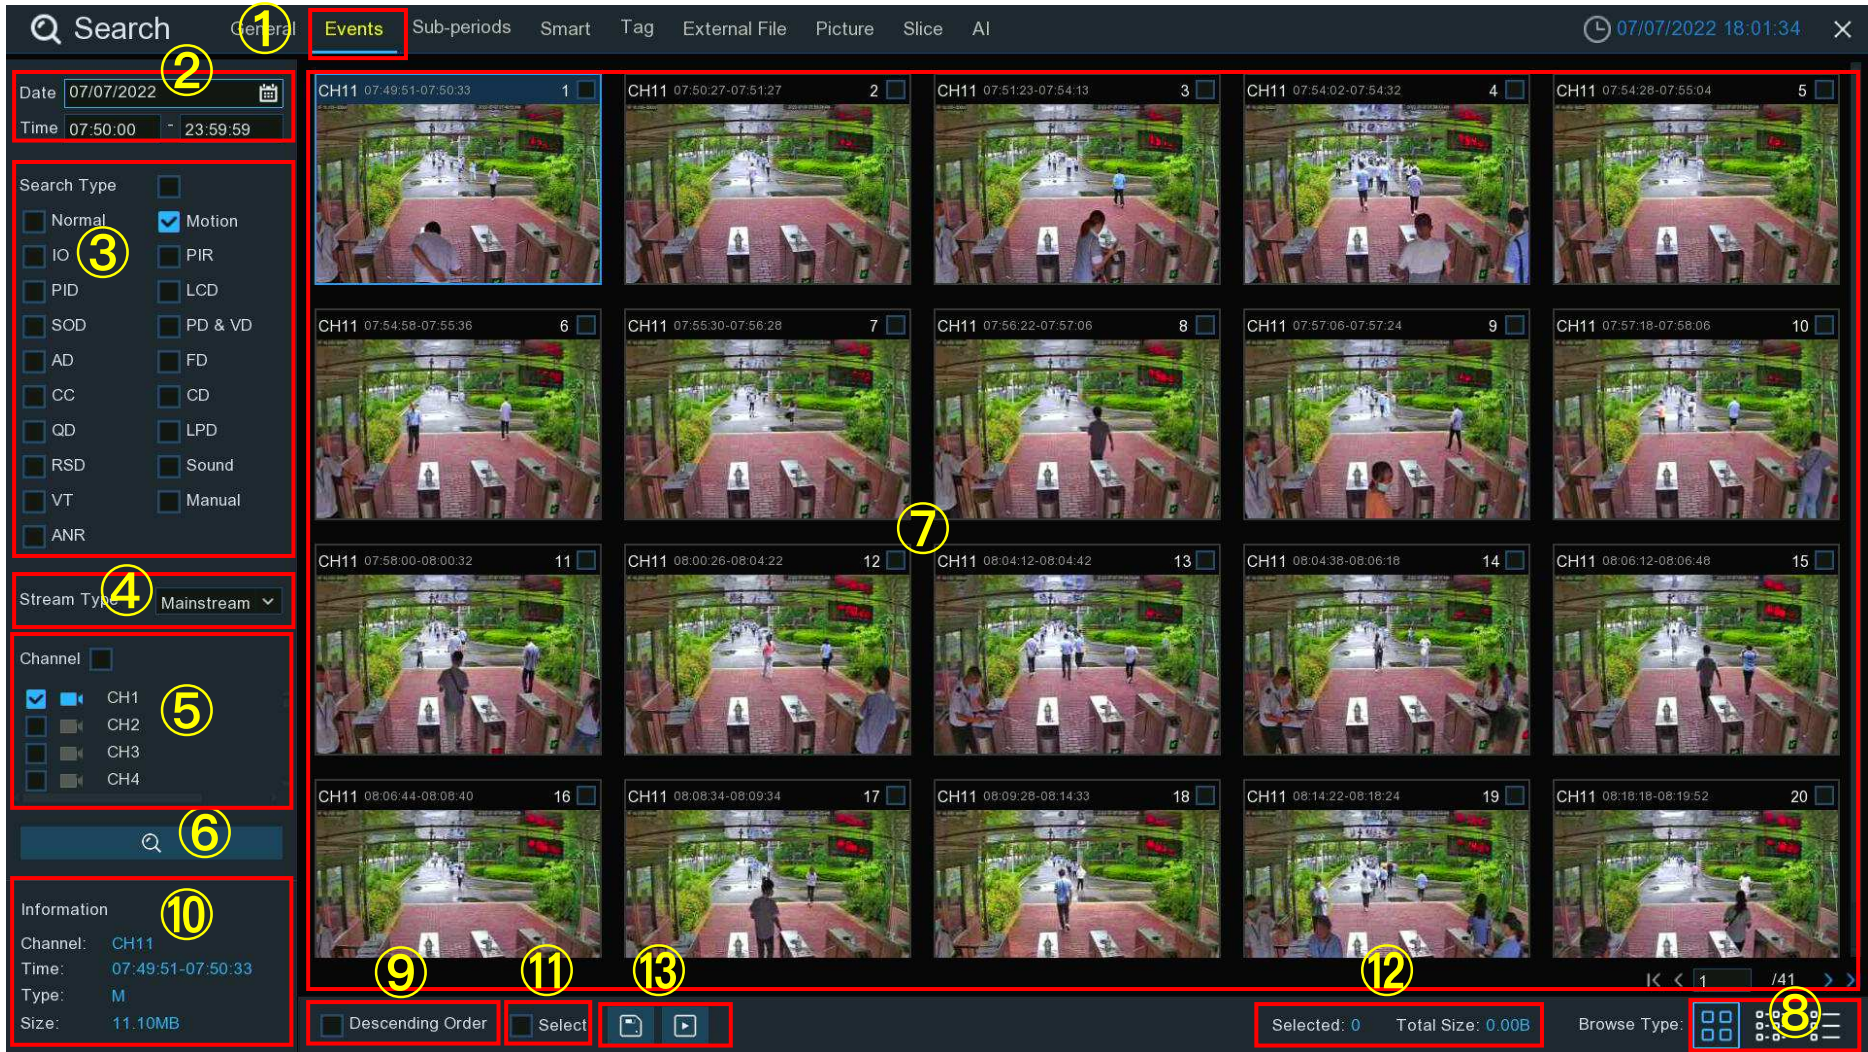 Search
General Events Sub-periods Smart Tag External File Picture Slice AI
07/07/2022 18:01:34
①
②
Date 07/07/2022
Time 07:50:00 - 23:59:59
Search Type
Normal Motion
③
IO PIR
PID LCD
SOD PD & VD
AD FD
CC CD
QD LPD
RSD Sound
VT Manual
ANR
④
Stream Type Mainstream
Channel
⑤
CH1
CH2
CH3
CH4
⑥
⑩
Information
Channel: CH11
Time: 07:49:51-07:50:33
Type: M
Size: 11.10MB
CH11 07:49:51-07:50:33 1
CH11 07:50:27-07:51:27 2
CH11 07:51:23-07:54:13 3
CH11 07:54:02-07:54:32 4
CH11 07:54:28-07:55:04 5
CH11 07:54:58-07:55:36 6
CH11 07:55:30-07:56:28 7
CH11 07:56:22-07:57:06 8
CH11 07:57:06-07:57:24 9
CH11 07:57:18-07:58:06 10
⑦
CH11 07:58:00-08:00:32 11
CH11 08:00:26-08:04:22 12
CH11 08:04:12-08:04:42 13
CH11 08:04:38-08:06:18 14
CH11 08:06:12-08:06:48 15
CH11 08:06:44-08:08:40 16
CH11 08:08:34-08:09:34 17
CH11 08:09:28-08:14:33 18
CH11 08:14:22-08:18:24 19
CH11 08:18:18-08:19:52 20
⑨ ⑪ ⑬ ⑫
1 /41
Descending Order Select
Selected: 0 Total Size: 0.00B
Browse Type:
⑧